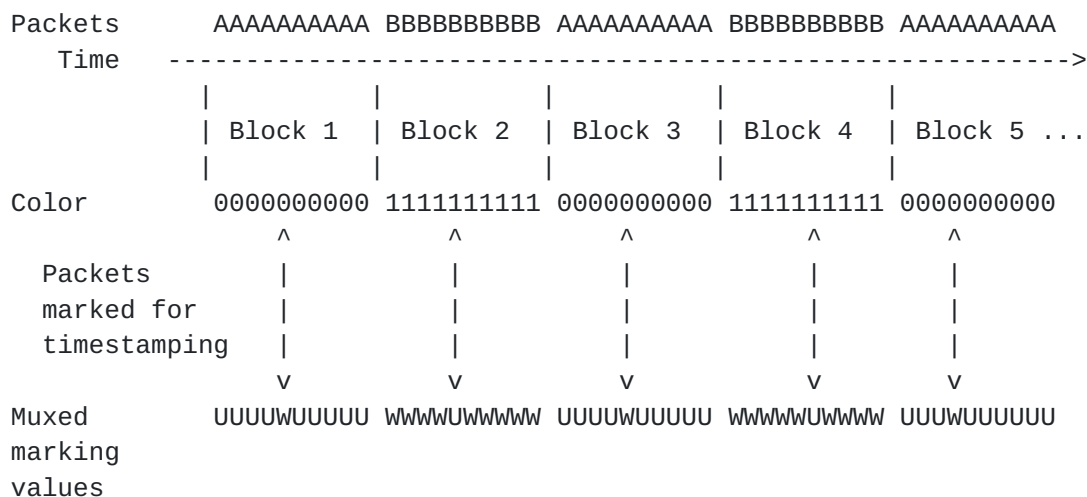 Packets      AAAAAAAAAA BBBBBBBBBB AAAAAAAAAA BBBBBBBBBB AAAAAAAAAA
   Time   ---------------------------------------------------------->
            |          |          |          |          |
            | Block 1  | Block 2  | Block 3  | Block 4  | Block 5 ...
            |          |          |          |          |
Color        0000000000 1111111111 0000000000 1111111111 0000000000
                 ^          ^          ^           ^        ^
  Packets        |          |          |           |        |
  marked for     |          |          |           |        |
  timestamping   |          |          |           |        |
                 v          v          v           v        v
Muxed        UUUUWUUUUU WWWWUWWWWW UUUUWUUUUU WWWWWUWWWW UUUWUUUUUU
marking
values